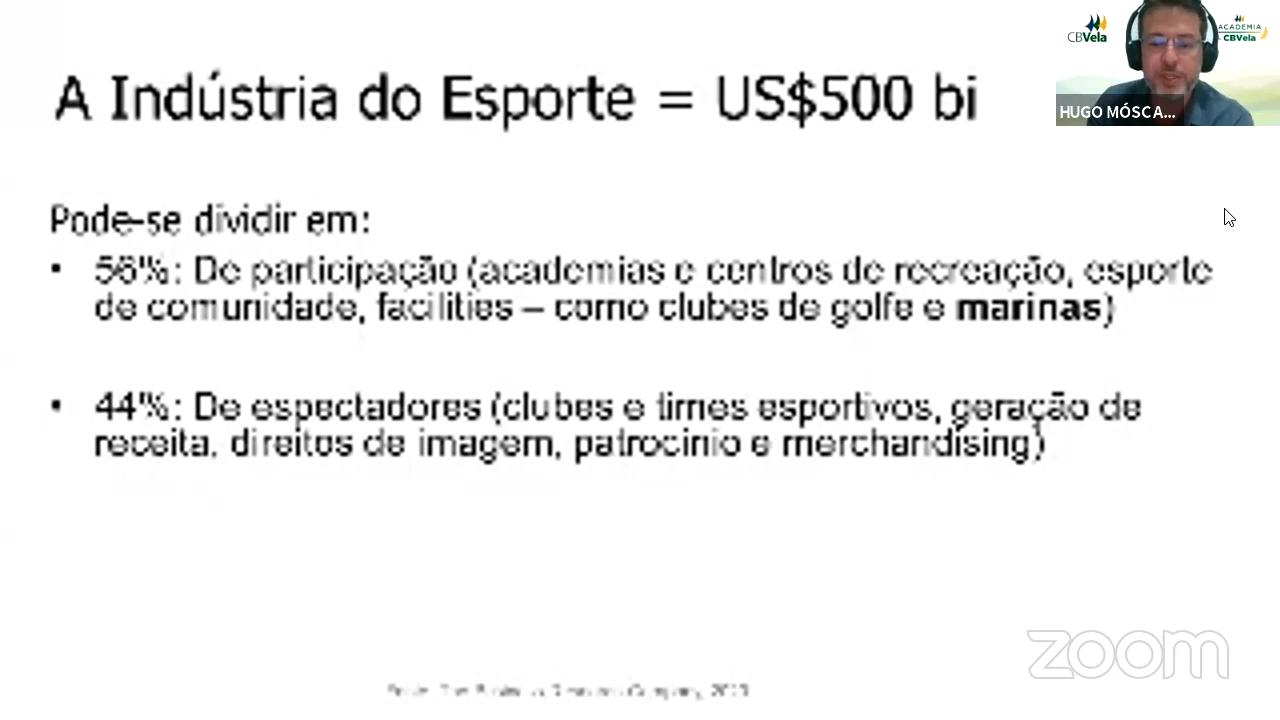 CBVela
ACADEMIA
CBVela
HUGO MÓSCA...
A Indústria do Esporte = US$500 bi
Pode-se dividir em:
• 56%: De participação (academias e centros de recreação, esporte
de comunidade, facilities – como clubes de golfe e marinas)
• 44%: De espectadores (clubes e times esportivos, geração de
receita, direitos de imagem, patrocínio e merchandising)
zoom
Company,